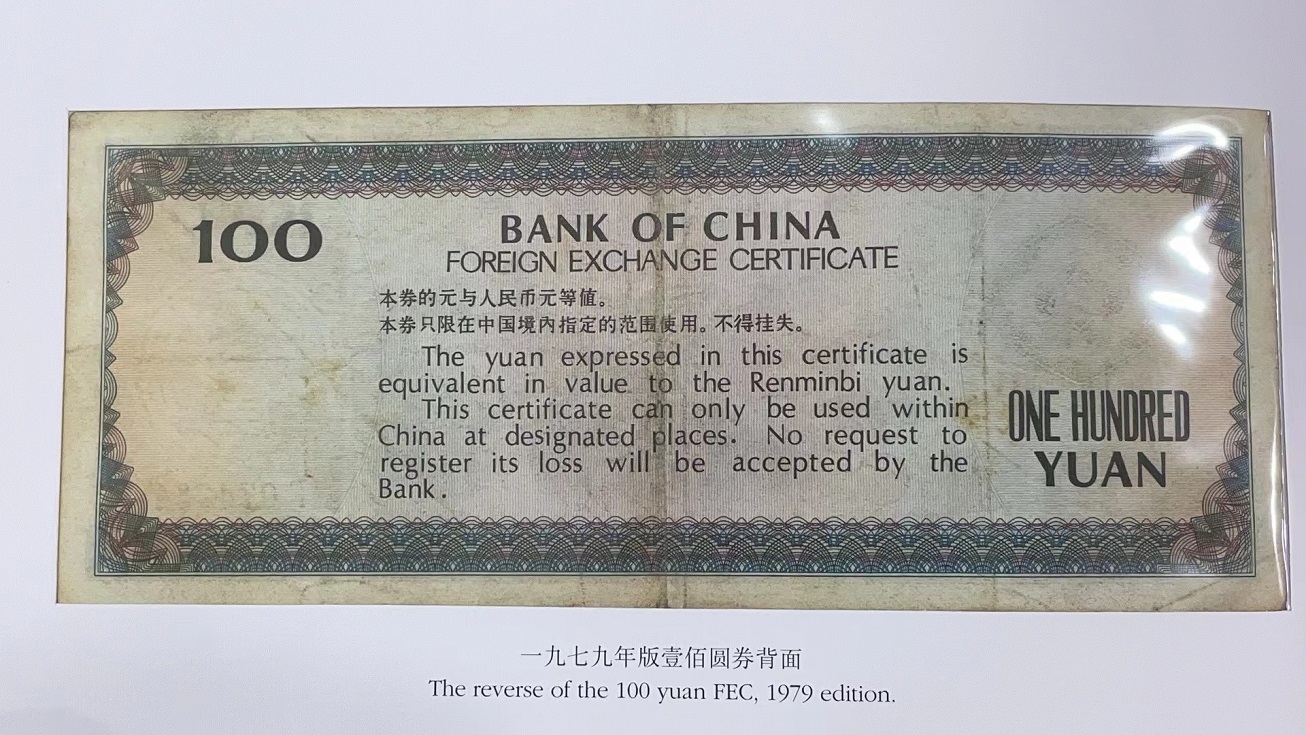 100
BANK OF CHINA
FOREIGN EXCHANGE CERTIFICATE
本券的元与人民币元等值。
本券只限在中国境内指定的范围使用。不得挂失。
The yuan expressed in this certificate is
equivalent in value to the Renminbi yuan.
This certificate can only be used within
China at designated places. No request to
register its loss will be accepted by the
Bank.
ONE HUNDRED
YUAN
一九七九年版壹佰圆券背面
The reverse of the 100 yuan FEC, 1979 edition.